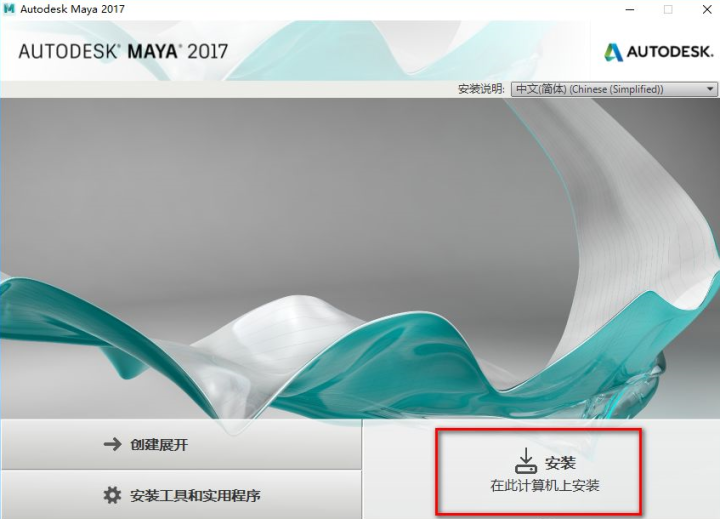 Autodesk Maya 2017
AUTODESK® MAYA® 2017
AUTODESK.
安装说明: 中文(简体) (Chinese (Simplified))
创建展开
安装工具和实用程序
安装
在此计算机上安装